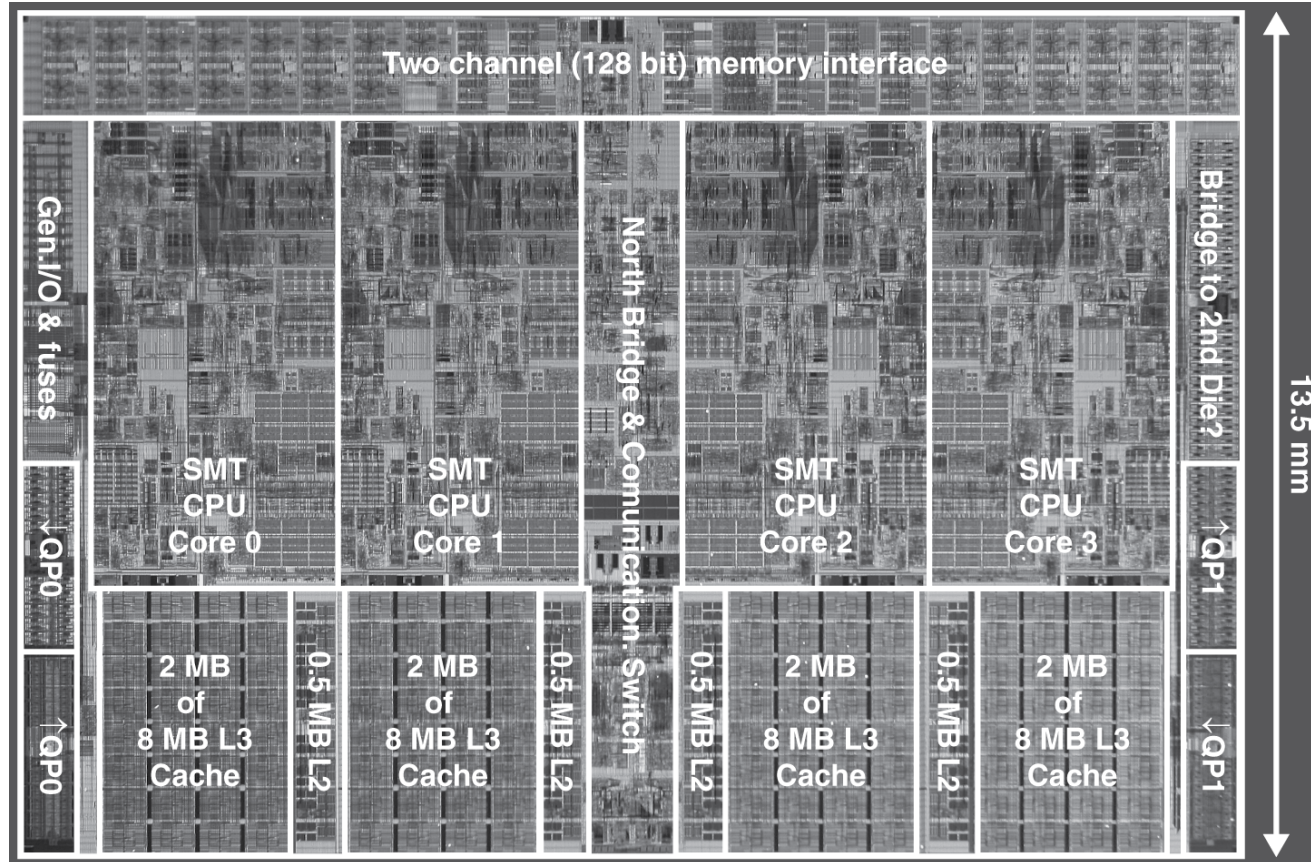 Two channel (128 bit) memory interface
Gen.I/O & fuses
↓QP0
↑QP0
SMT
CPU
Core 0
SMT
CPU
Core 1
North Bridge & Communication. Switch
SMT
CPU
Core 2
SMT
CPU
Core 3
Bridge to 2nd Die?
↑QP1
↓QP1
13.5 mm
2 MB
of
8 MB L3
Cache
0.5 MB L2
2 MB
of
8 MB L3
Cache
0.5 MB L2
0.5 MB L2
2 MB
of
8 MB L3
Cache
0.5 MB L2
2 MB
of
8 MB L3
Cache